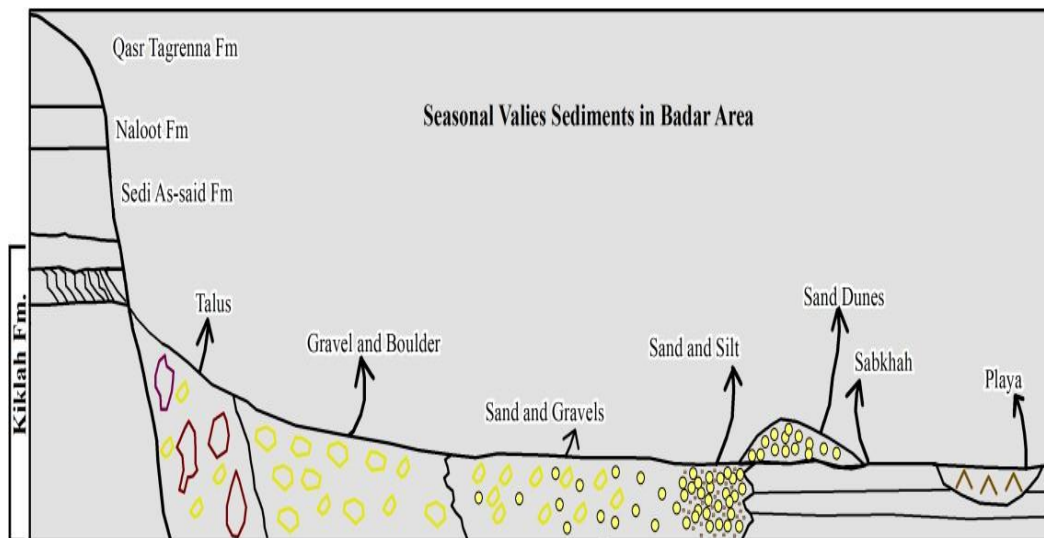 Qasr Tagrenna Fm
Seasonal Valies Sediments in Badar Area
Naloot Fm
Sedi As-said Fm
Kiklah Fm.
Talus
Gravel and Boulder
Sand and Gravels
Sand and Silt
Sand Dunes
Sabkhah
Playa